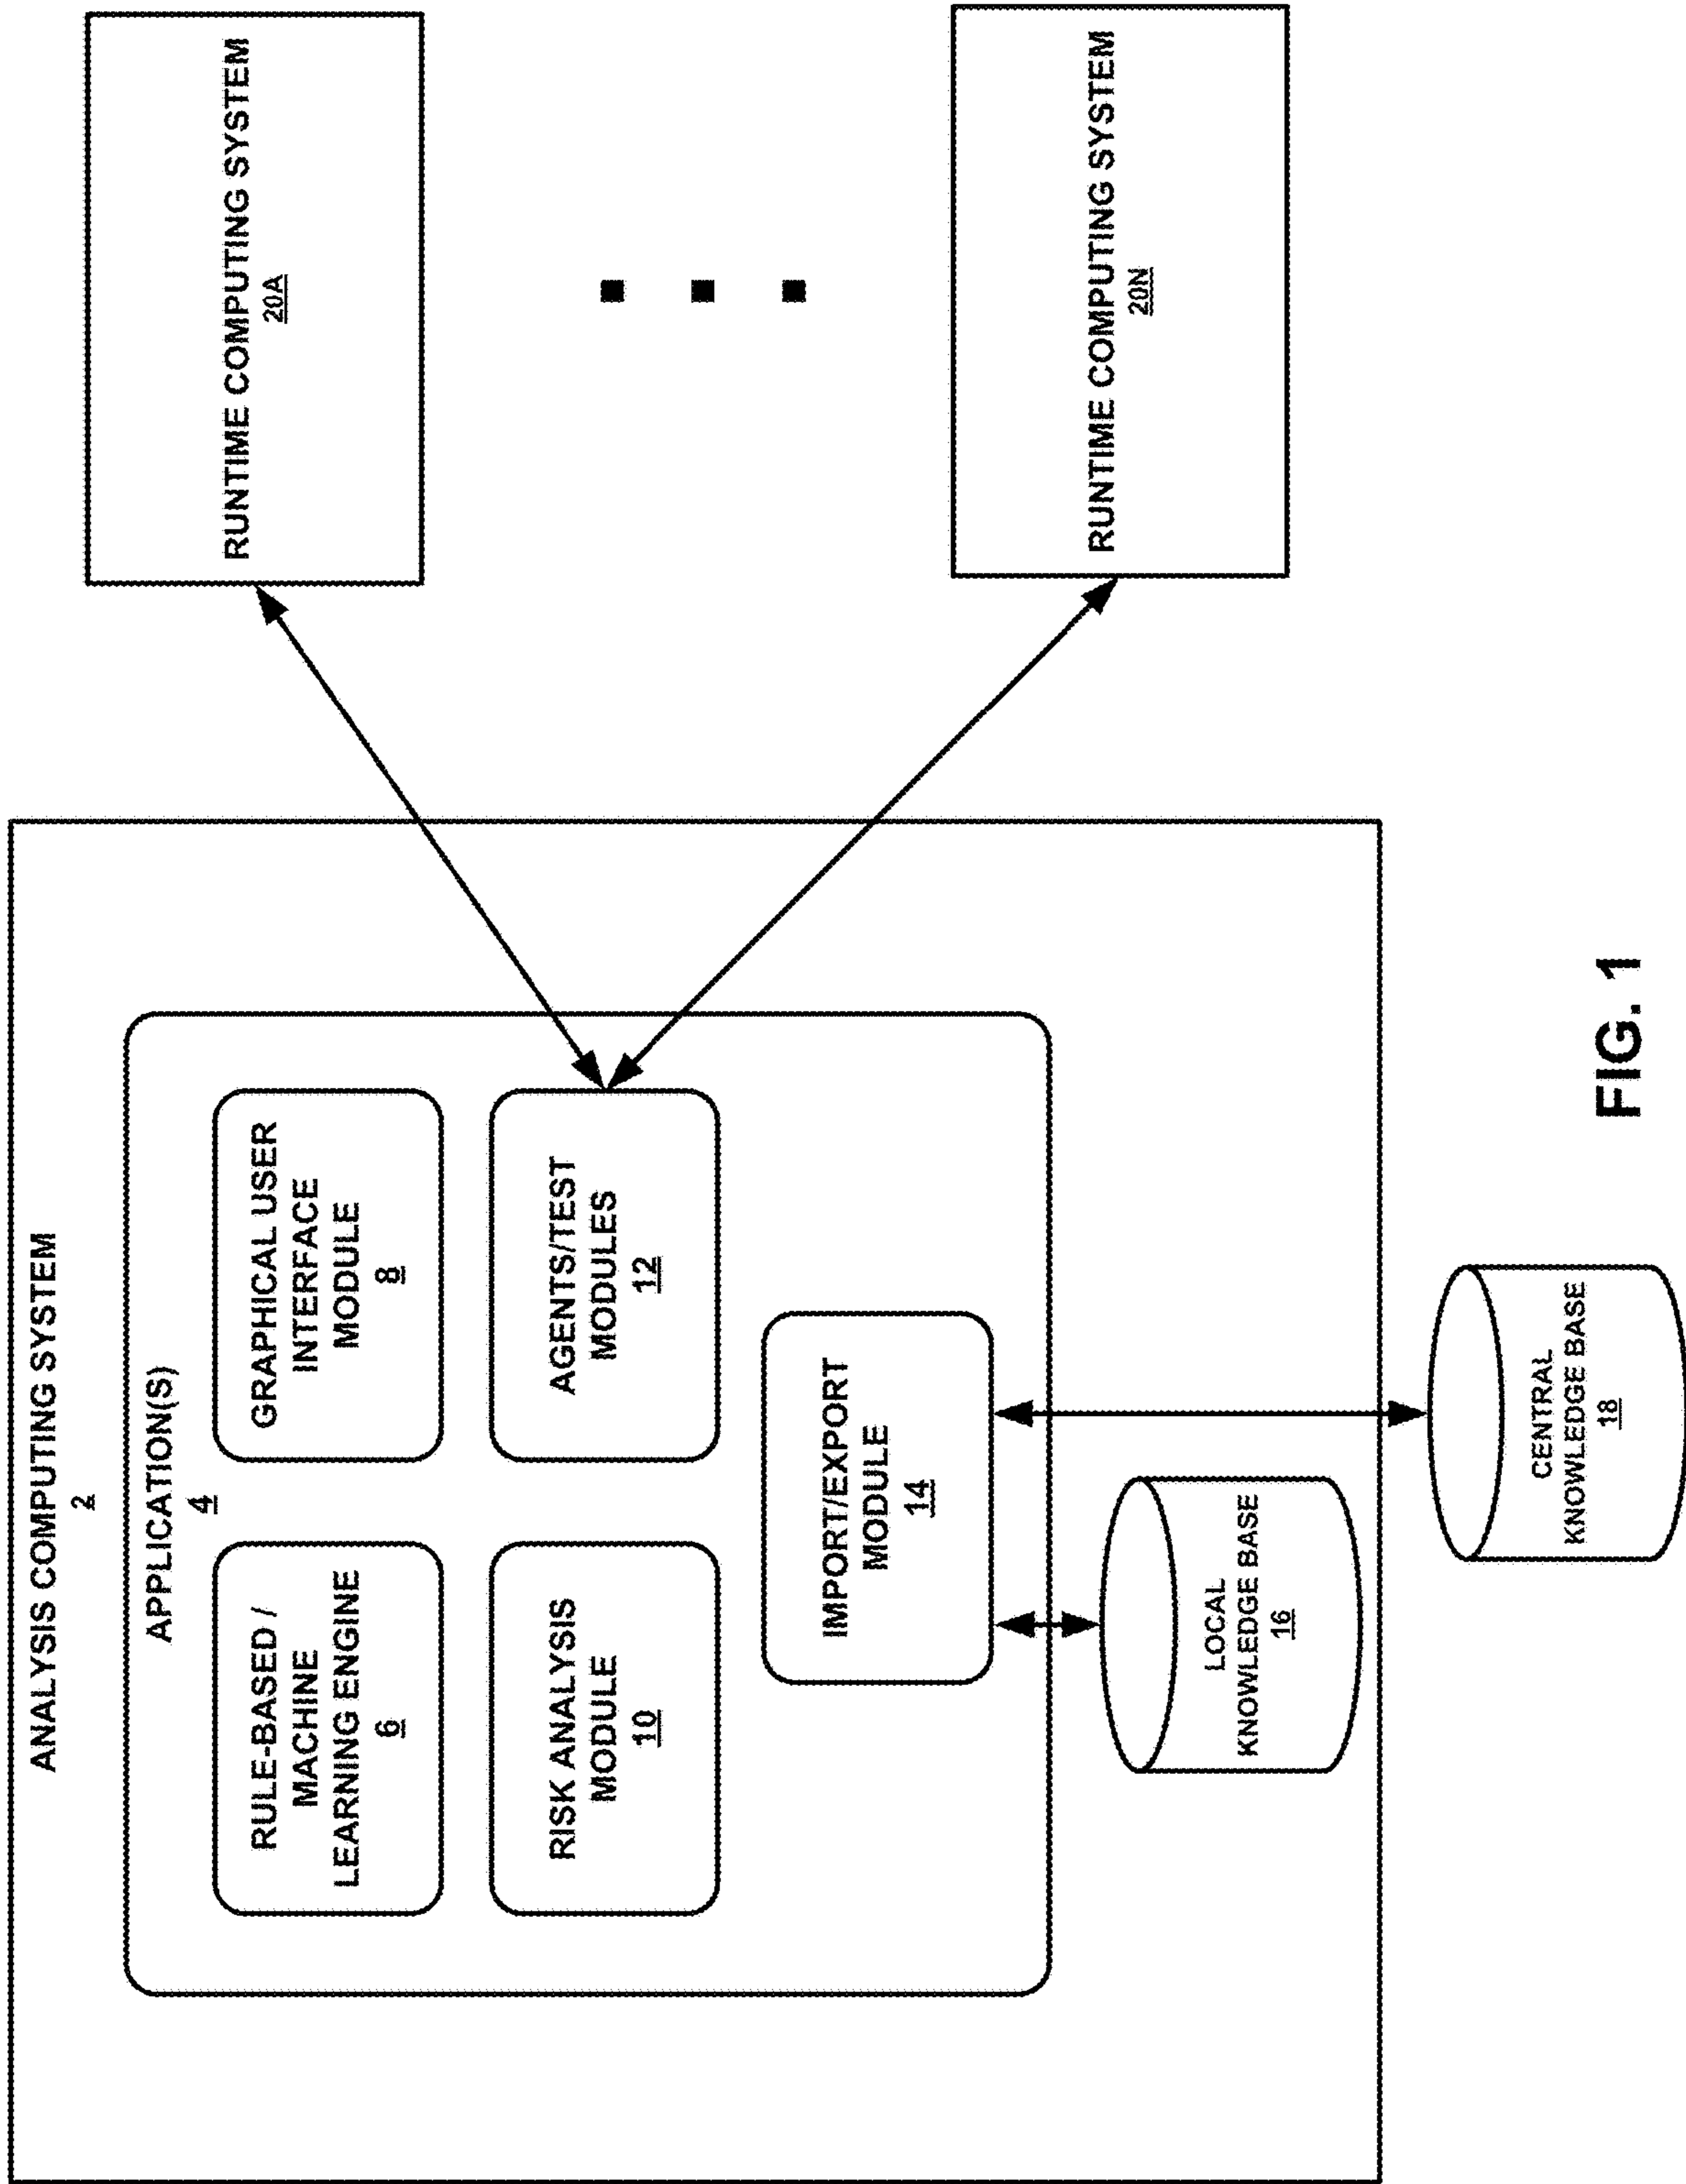 ANALYSIS COMPUTING SYSTEM
2
APPLICATION(S)
4
RULE-BASED /
MACHINE
LEARNING ENGINE
6
GRAPHICAL USER
INTERFACE
MODULE
8
RISK ANALYSIS
MODULE
10
AGENTS/TEST
MODULES
12
IMPORT/EXPORT
MODULE
14
LOCAL
KNOWLEDGE BASE
16
CENTRAL
KNOWLEDGE BASE
18
RUNTIME COMPUTING SYSTEM
20A
RUNTIME COMPUTING SYSTEM
20N
FIG. 1